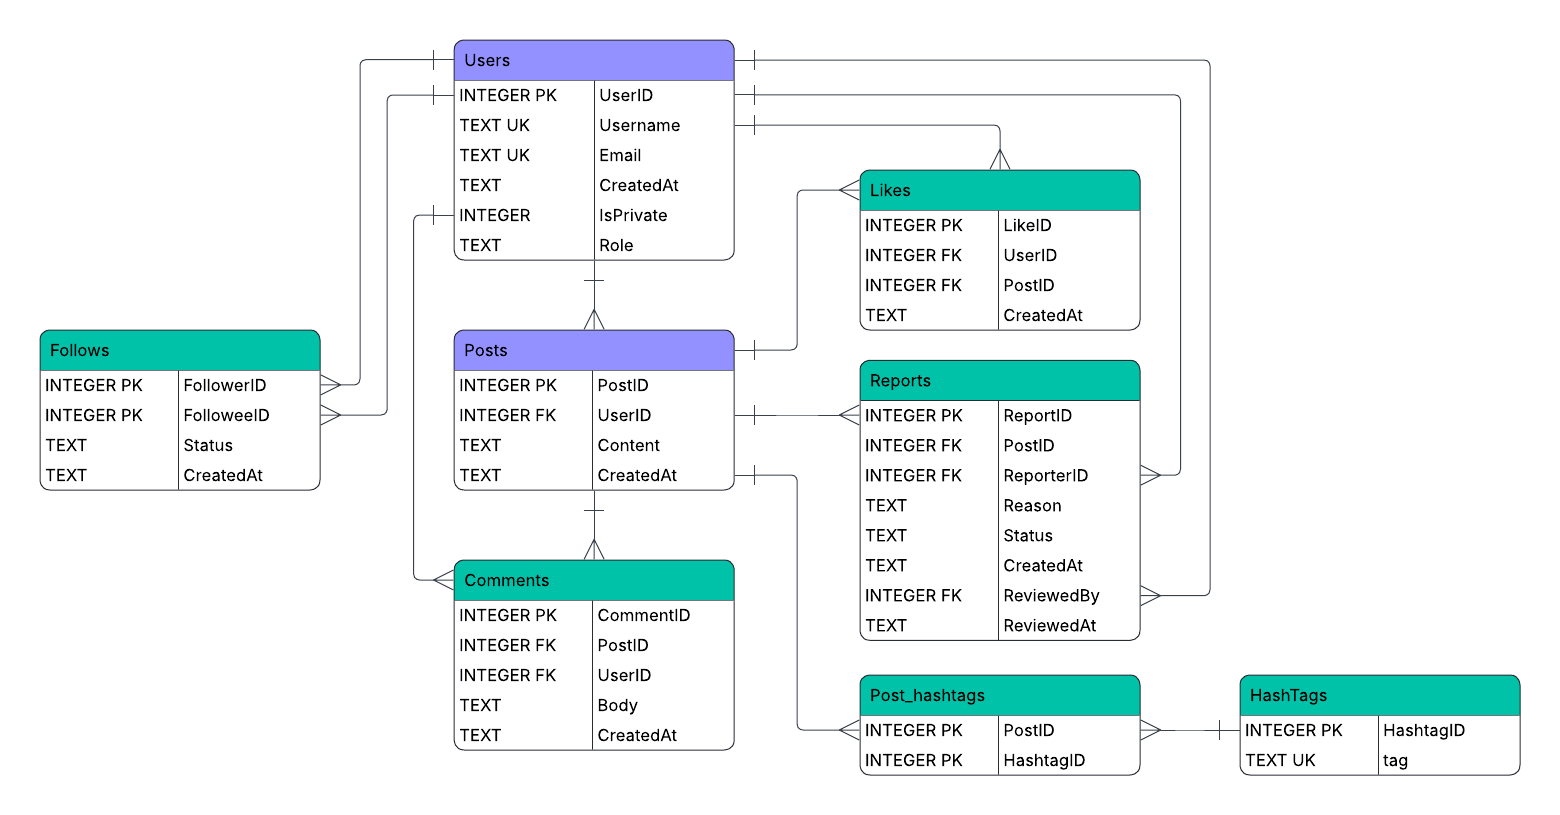 Users
INTEGER PK UserID
TEXT UK Username
TEXT UK Email
TEXT CreatedAt
INTEGER IsPrivate
TEXT Role
Likes
INTEGER PK LikeID
INTEGER FK UserID
INTEGER FK PostID
TEXT CreatedAt
Follows
INTEGER PK FollowerID
INTEGER PK FolloweeID
TEXT Status
TEXT CreatedAt
Posts
INTEGER PK PostID
INTEGER FK UserID
TEXT Content
TEXT CreatedAt
Reports
INTEGER PK ReportID
INTEGER FK PostID
INTEGER FK ReporterID
TEXT Reason
TEXT Status
TEXT CreatedAt
INTEGER FK ReviewedBy
TEXT ReviewedAt
Comments
INTEGER PK CommentID
INTEGER FK PostID
INTEGER FK UserID
TEXT Body
TEXT CreatedAt
Post_hashtags
INTEGER PK PostID
INTEGER PK HashtagID
HashTags
INTEGER PK HashtagID
TEXT UK tag